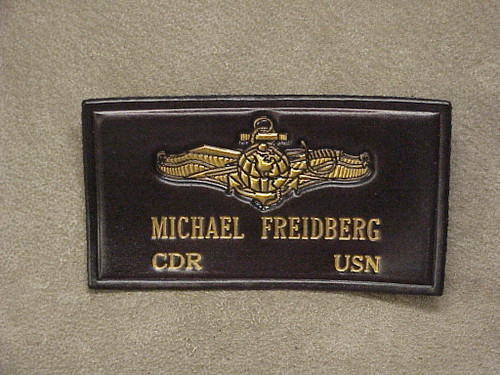 MICHAEL FREIDBERG
CDR USN